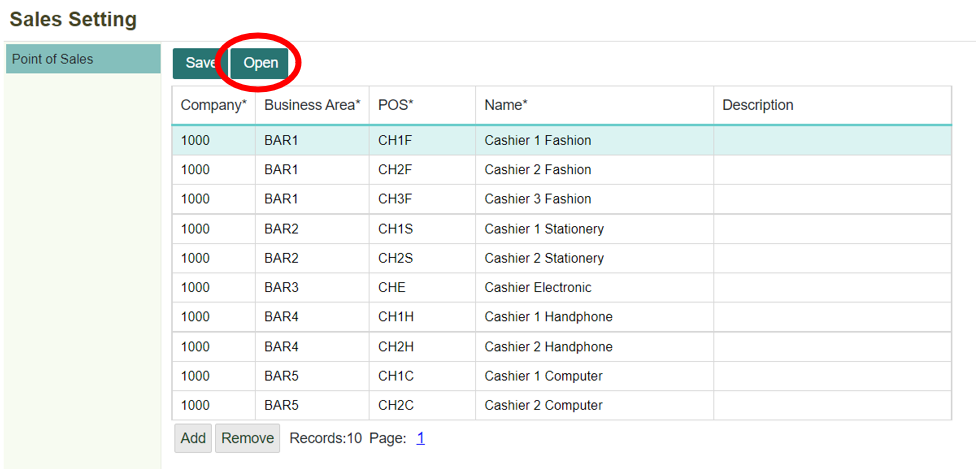 Sales Setting
Point of Sales
Save Open
Company* Business Area* POS* Name* Description
1000 BAR1 CH1F Cashier 1 Fashion
1000 BAR1 CH2F Cashier 2 Fashion
1000 BAR1 CH3F Cashier 3 Fashion
1000 BAR2 CH1S Cashier 1 Stationery
1000 BAR2 CH2S Cashier 2 Stationery
1000 BAR3 CHE Cashier Electronic
1000 BAR4 CH1H Cashier 1 Handphone
1000 BAR4 CH2H Cashier 2 Handphone
1000 BAR5 CH1C Cashier 1 Computer
1000 BAR5 CH2C Cashier 2 Computer
Add Remove Records:10 Page: 1